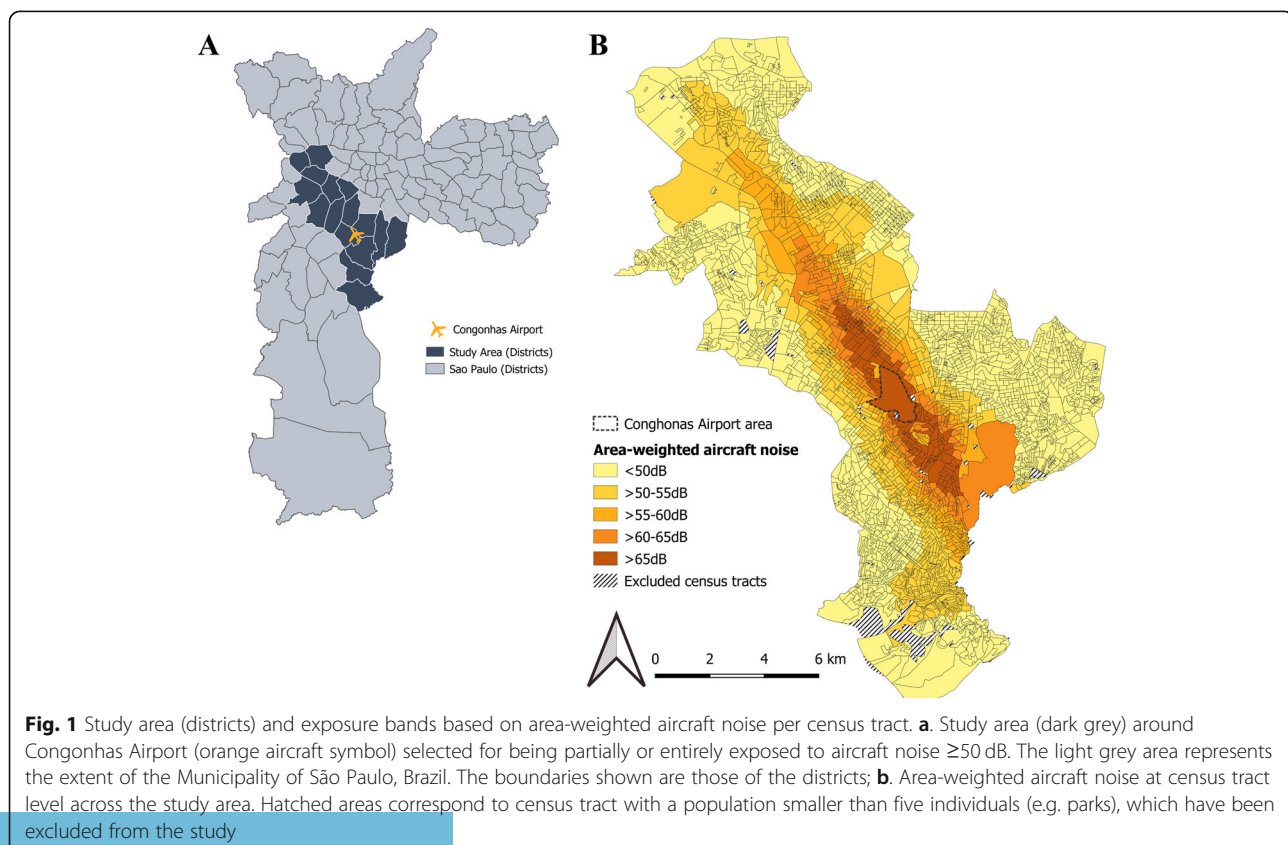 A
B
Congonhas Airport
Study Area (Districts)
Sao Paulo (Districts)
Conghonas Airport area
Area-weighted aircraft noise
<50dB
>50-55dB
>55-60dB
>60-65dB
>65dB
Excluded census tracts
0 2 4 6 km
Fig. 1 Study area (districts) and exposure bands based on area-weighted aircraft noise per census tract. a. Study area (dark grey) around
Congonhas Airport (orange aircraft symbol) selected for being partially or entirely exposed to aircraft noise ≥50 dB. The light grey area represents
the extent of the Municipality of São Paulo, Brazil. The boundaries shown are those of the districts; b. Area-weighted aircraft noise at census tract
level across the study area. Hatched areas correspond to census tract with a population smaller than five individuals (e.g. parks), which have been
excluded from the study